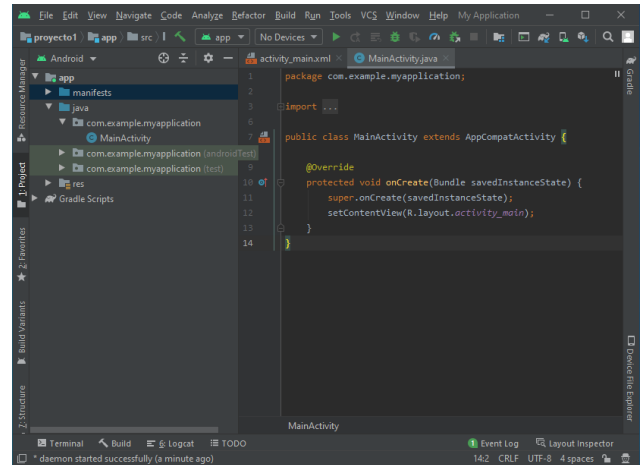 File Edit View Navigate Code Analyze Refactor Build Run Tools VCS Window Help My Application
proyecto1 app src app No Devices
Android
activity_main.xml MainActivity.java
app
manifests
java
com.example.myapplication
MainActivity
com.example.myapplication (androidTest)
com.example.myapplication (test)
res
Gradle Scripts
1 package com.example.myapplication;
2
3 import ...
7 public class MainActivity extends AppCompatActivity {
9 @Override
10 protected void onCreate(Bundle savedInstanceState) {
11 super.onCreate(savedInstanceState);
12 setContentView(R.layout.activity_main);
13 }
14 }
MainActivity
Resource Manager
1: Project
2: Favorites
Build Variants
7: Structure
Gradle
Device File Explorer
Terminal Build 6: Logcat TODO 1 Event Log Layout Inspector
* daemon started successfully (a minute ago) 14:2 CRLF UTF-8 4 spaces